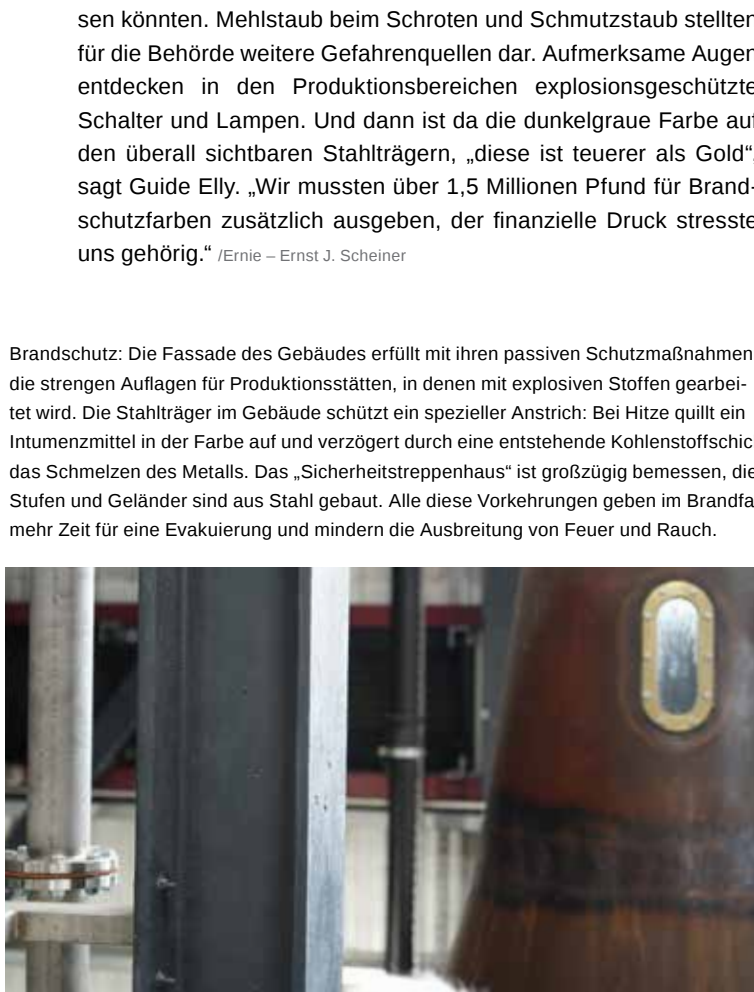 sen könnten. Mehlstaub beim Schroten und Schmutzstaub stellten
für die Behörde weitere Gefahrenquellen dar. Aufmerksame Augen
entdecken in den Produktionsbereichen explosionsgeschützte
Schalter und Lampen. Und dann ist da die dunkelgraue Farbe auf
den überall sichtbaren Stahlträgern, „diese ist teuerer als Gold“,
sagt Guide Elly. „Wir mussten über 1,5 Millionen Pfund für Brand-
schutzfarben zusätzlich ausgeben, der finanzielle Druck stresste
uns gehörig.“ /Ernie – Ernst J. Scheiner
Brandschutz: Die Fassade des Gebäudes erfüllt mit ihren passiven Schutzmaßnahmen
die strengen Auflagen für Produktionsstätten, in denen mit explosiven Stoffen gearbei-
tet wird. Die Stahlträger im Gebäude schützt ein spezieller Anstrich: Bei Hitze quillt ein
Intumenzmittel in der Farbe auf und verzögert durch eine entstehende Kohlenstoffschic
das Schmelzen des Metalls. Das „Sicherheitstreppenhaus“ ist großzügig bemessen, die
Stufen und Geländer sind aus Stahl gebaut. Alle diese Vorkehrungen geben im Brandfa
mehr Zeit für eine Evakuierung und mindern die Ausbreitung von Feuer und Rauch.